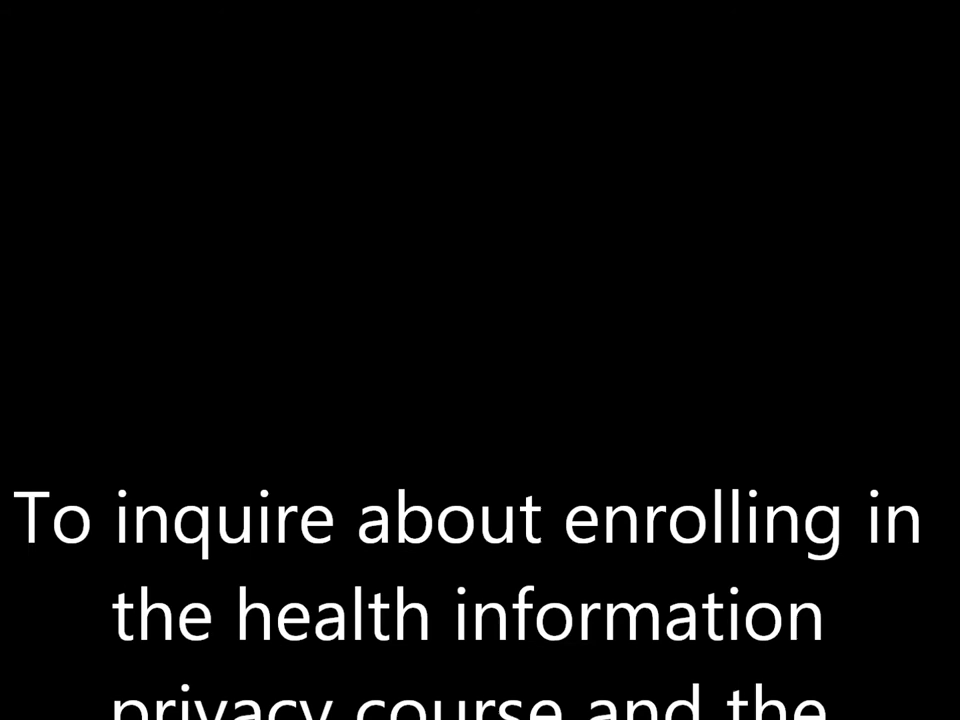 To inquire about enrolling in
the health information
privacy course and the